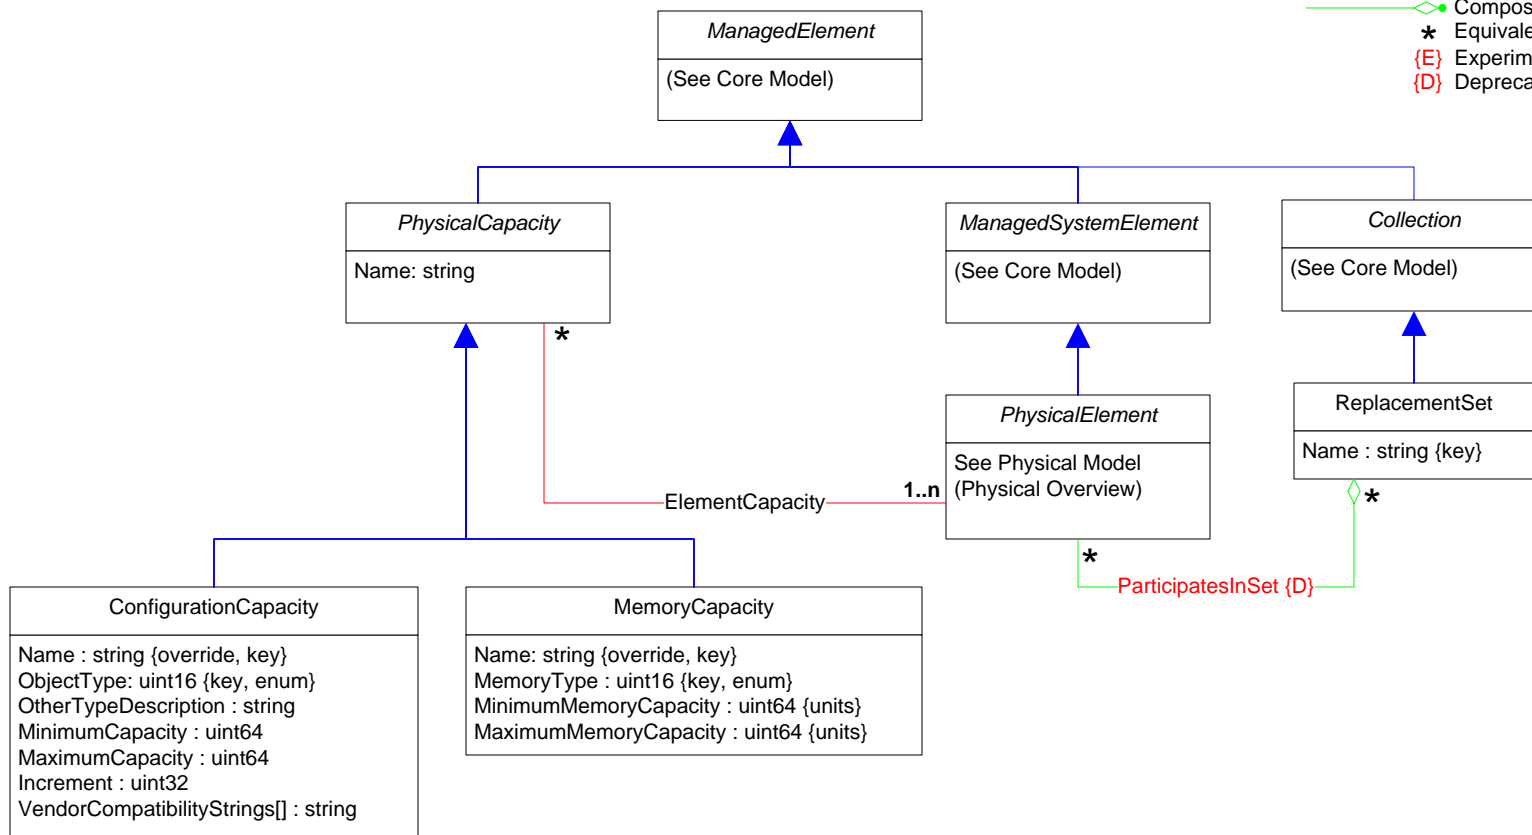 Compos
* Equivale
{E} Experim
{D} Depreca
ManagedElement
(See Core Model)
PhysicalCapacity
Name: string
*
ManagedSystemElement
(See Core Model)
Collection
(See Core Model)
PhysicalElement
See Physical Model
(Physical Overview)
ReplacementSet
Name : string {key}
ElementCapacity
1..n
*
*
ParticipatesInSet {D}
ConfigurationCapacity
Name : string {override, key}
ObjectType: uint16 {key, enum}
OtherTypeDescription : string
MinimumCapacity : uint64
MaximumCapacity : uint64
Increment : uint32
VendorCompatibilityStrings[] : string
MemoryCapacity
Name: string {override, key}
MemoryType : uint16 {key, enum}
MinimumMemoryCapacity : uint64 {units}
MaximumMemoryCapacity : uint64 {units}